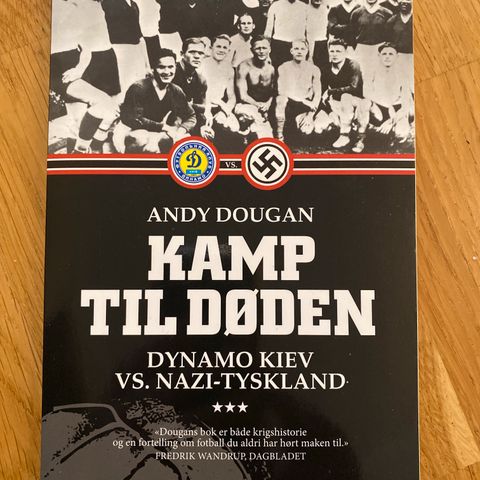 VS.
ANDY DOUGAN
KAMP
TIL DØDEN
DYNAMO KIEV
VS. NAZI-TYSKLAND
«Dougans bok er både krigshistorie
og en fortelling om fotball du aldri har hørt maken til.»
FREDRIK WANDRUP, DAGBLADET